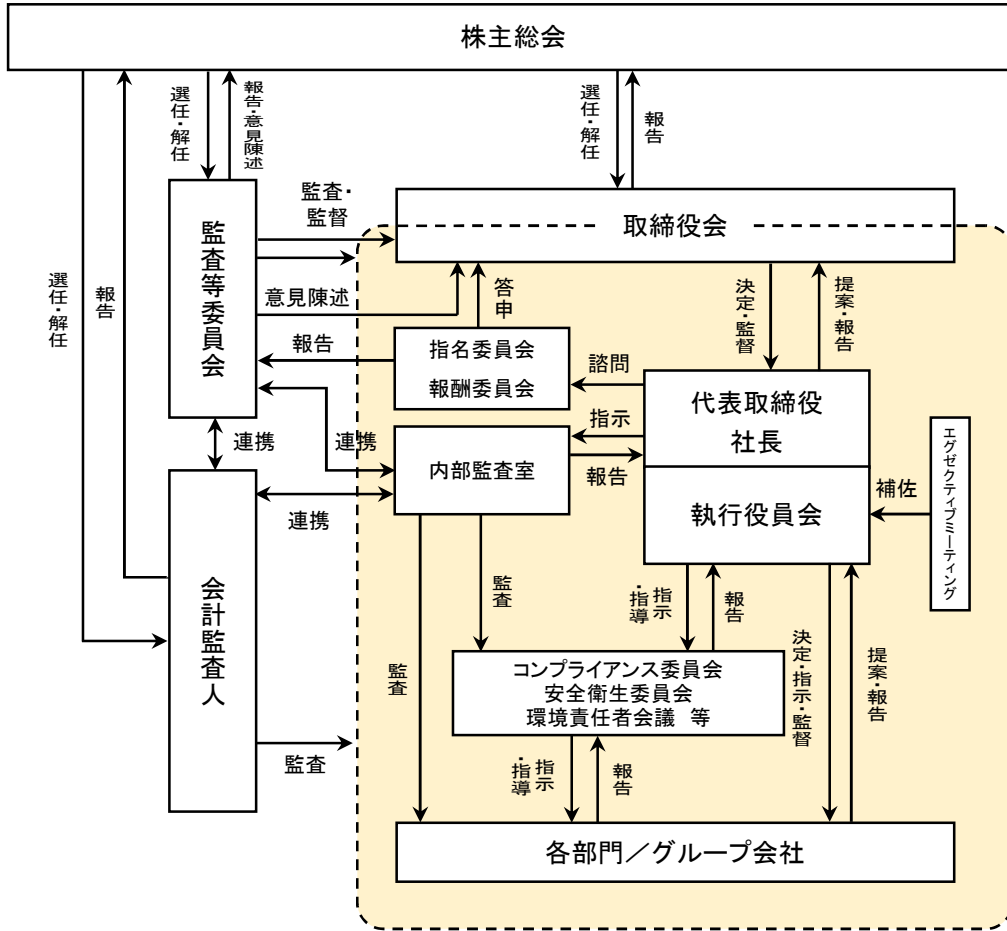 株主総会
選任・解任
報告
選任・解任
報告・意見陳述
選任・解任
報告
監査等委員会
監査・
監督
取締役会
意見陳述
答申
決定・監督
提案・報告
報告
指名委員会
報酬委員会
諮問
代表取締役
社長
指示
連携
連携
内部監査室
報告
執行役員会
補佐
エグゼクティブミーティング
連携
会計監査人
監査
監査
指示
・指導
報告
コンプライアンス委員会
安全衛生委員会
環境責任者会議 等
決定・指示・監督
提案・報告
監査
指示
・指導
報告
各部門／グループ会社